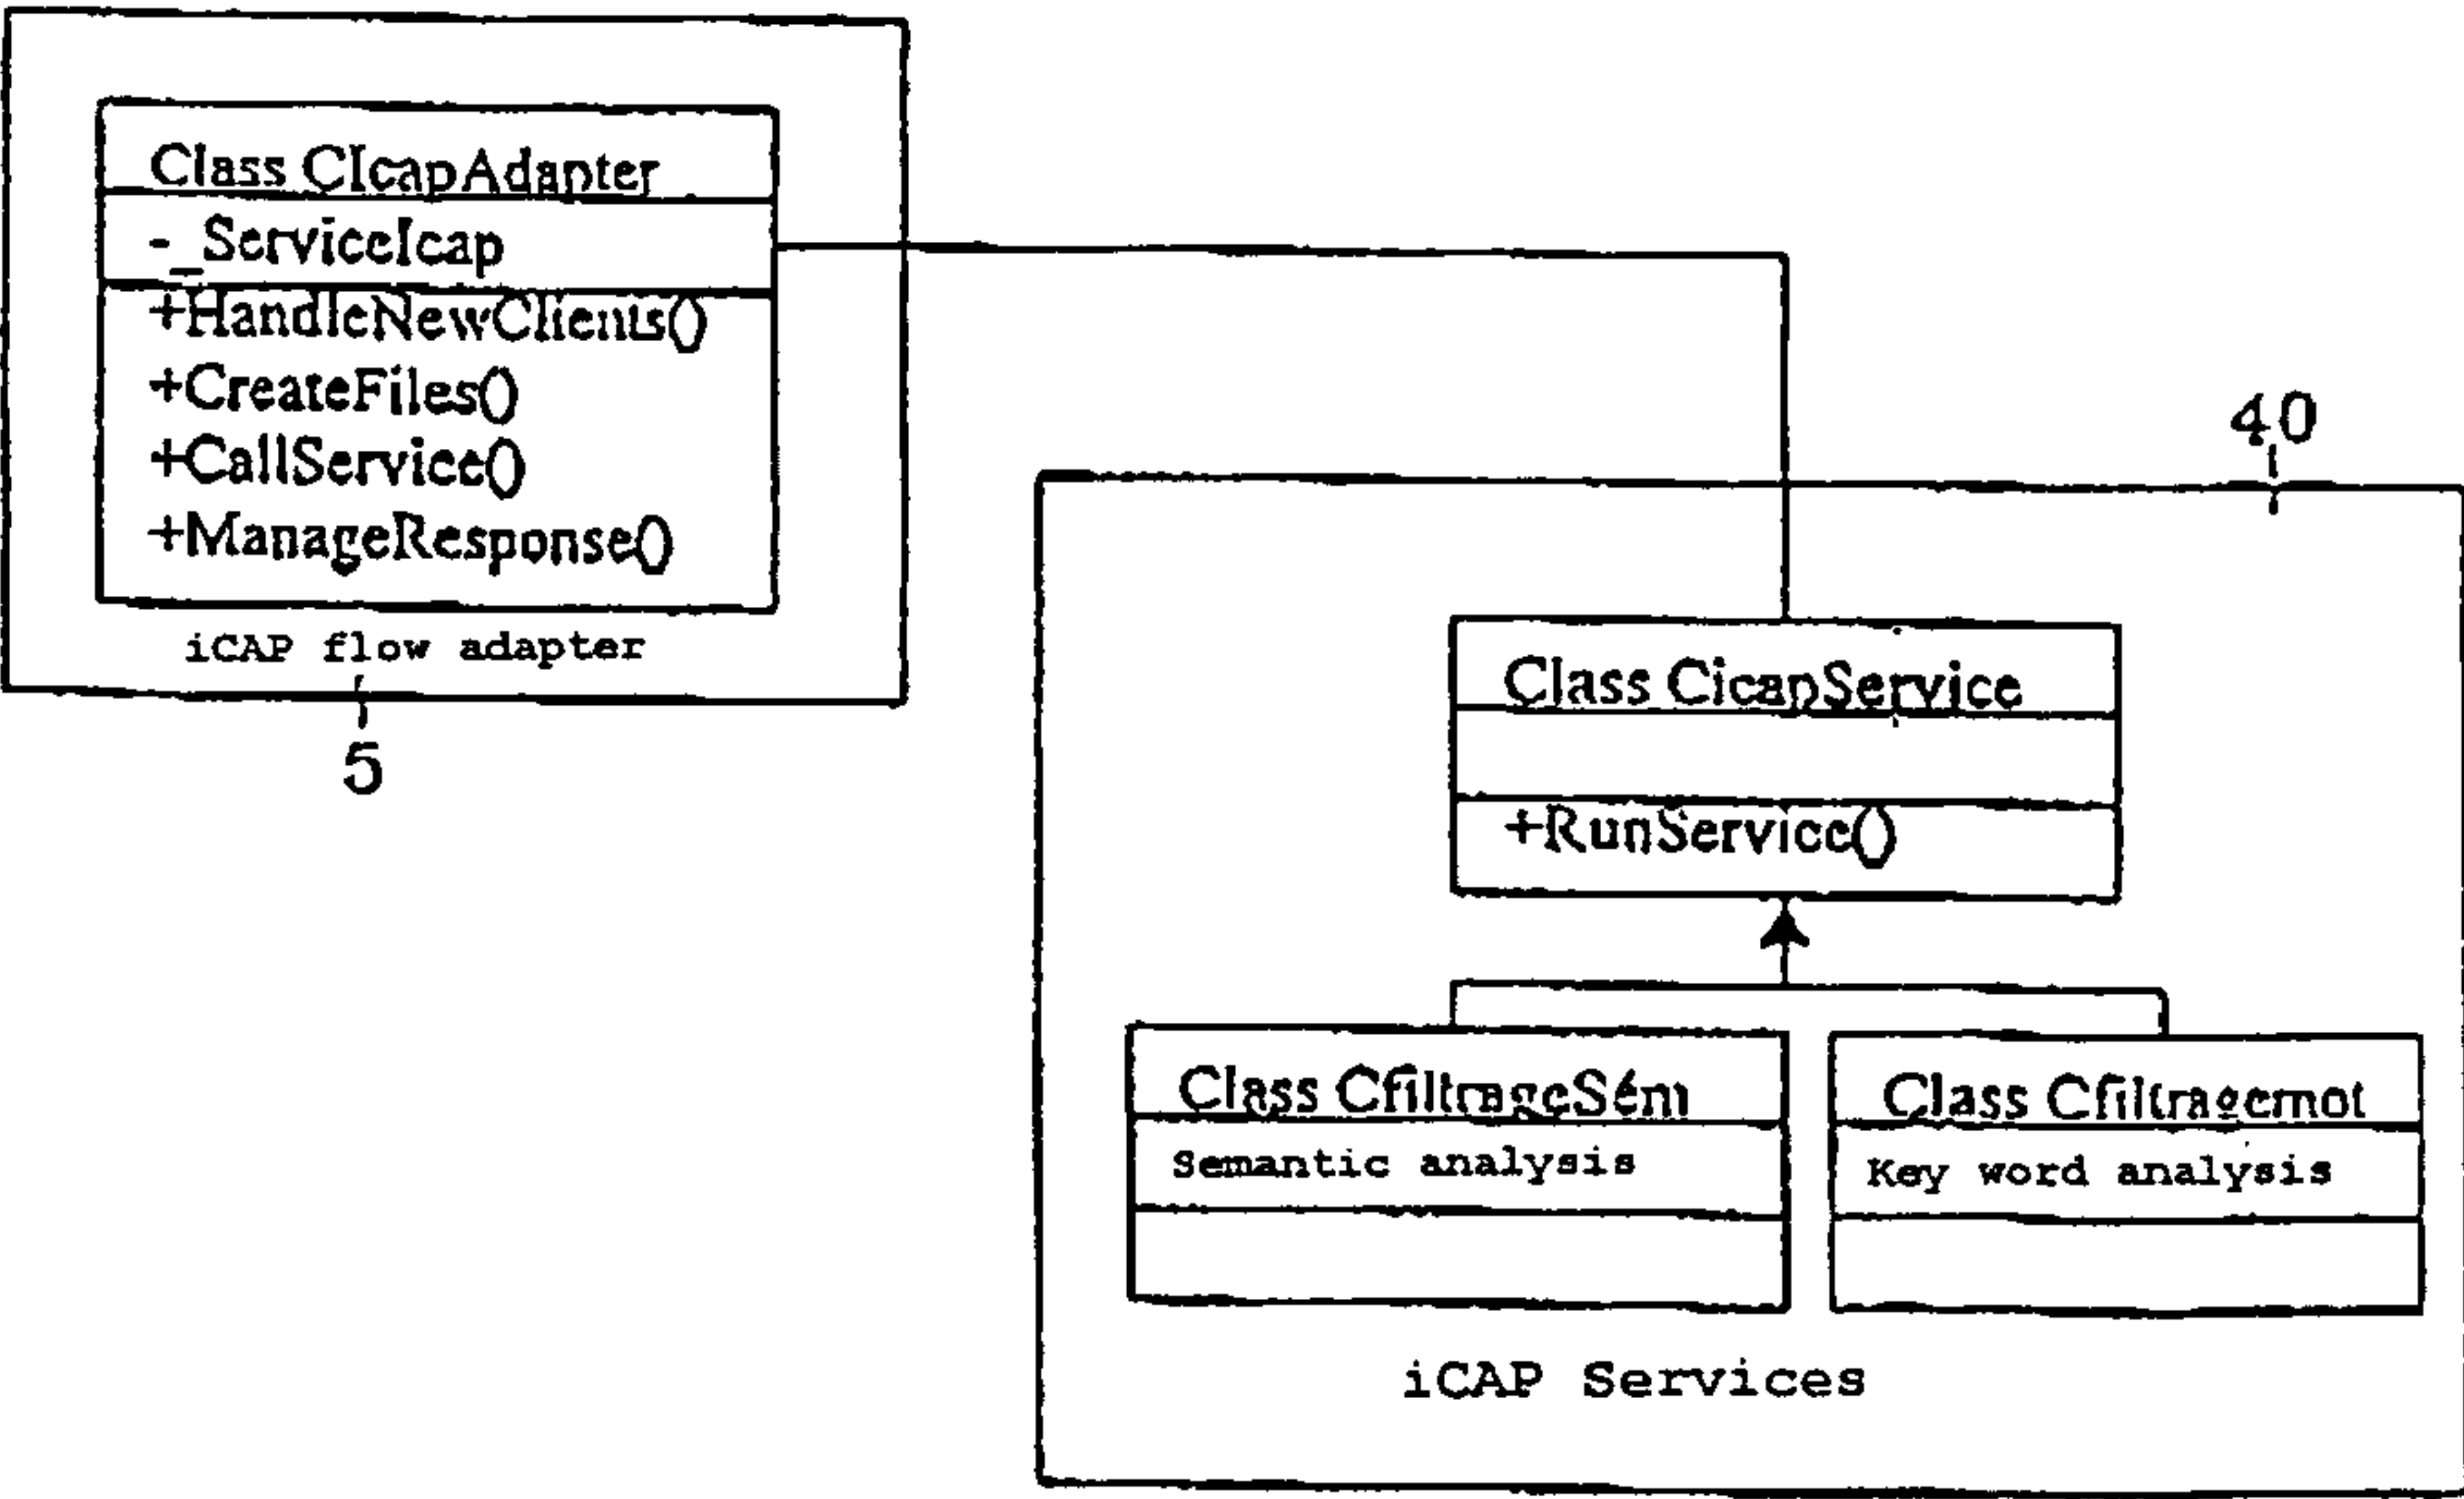 Class CIcapAdapter
-_ServiceIcap
+HandleNewClients()
+CreateFiles()
+CallService()
+ManageResponse()
iCAP flow adapter
5
40
Class CicapService
+RunService()
Class CfiltrageSém
Semantic analysis
Class Cfiltragemot
Key word analysis
iCAP Services